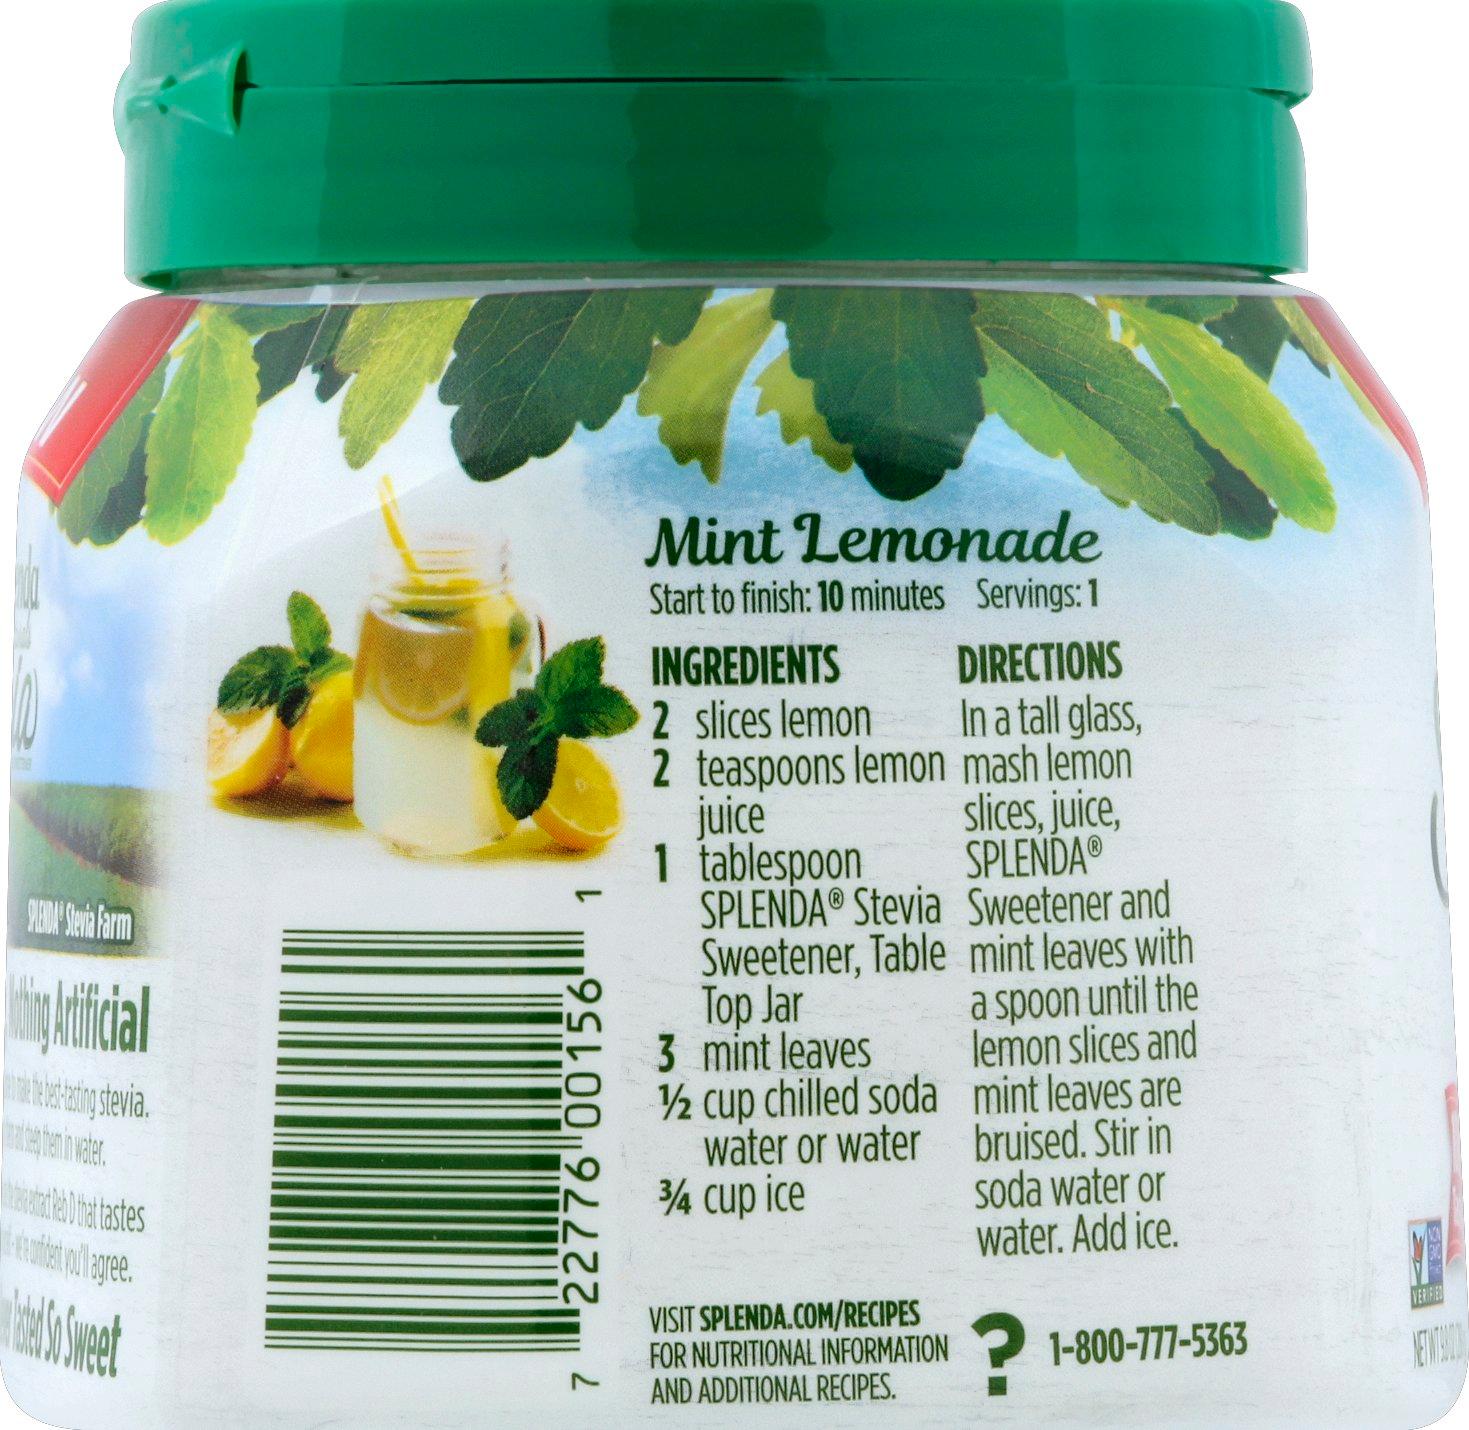 Mint Lemonade
Start to finish: 10 minutes Servings: 1
INGREDIENTS
2 slices lemon
2 teaspoons lemon
juice
1 tablespoon
SPLENDA® Stevia
Sweetener, Table
Top Jar
3 mint leaves
½ cup chilled soda
water or water
¾ cup ice
DIRECTIONS
In a tall glass,
mash lemon
slices, juice,
SPLENDA®
Sweetener and
mint leaves with
a spoon until the
lemon slices and
mint leaves are
bruised. Stir in
soda water or
water. Add ice.
VISIT SPLENDA.COM/RECIPES
FOR NUTRITIONAL INFORMATION
AND ADDITIONAL RECIPES.
? 1-800-777-5363
7 22776 00156 1
SPLENDA® Stevia Farm
Nothing Artificial
to make the best-tasting stevia.
and steep them in water.
stevia extract Reb D that tastes
we're confident you'll agree.
Tasted So Sweet
NON
GMO
VERIFIED
NET WT